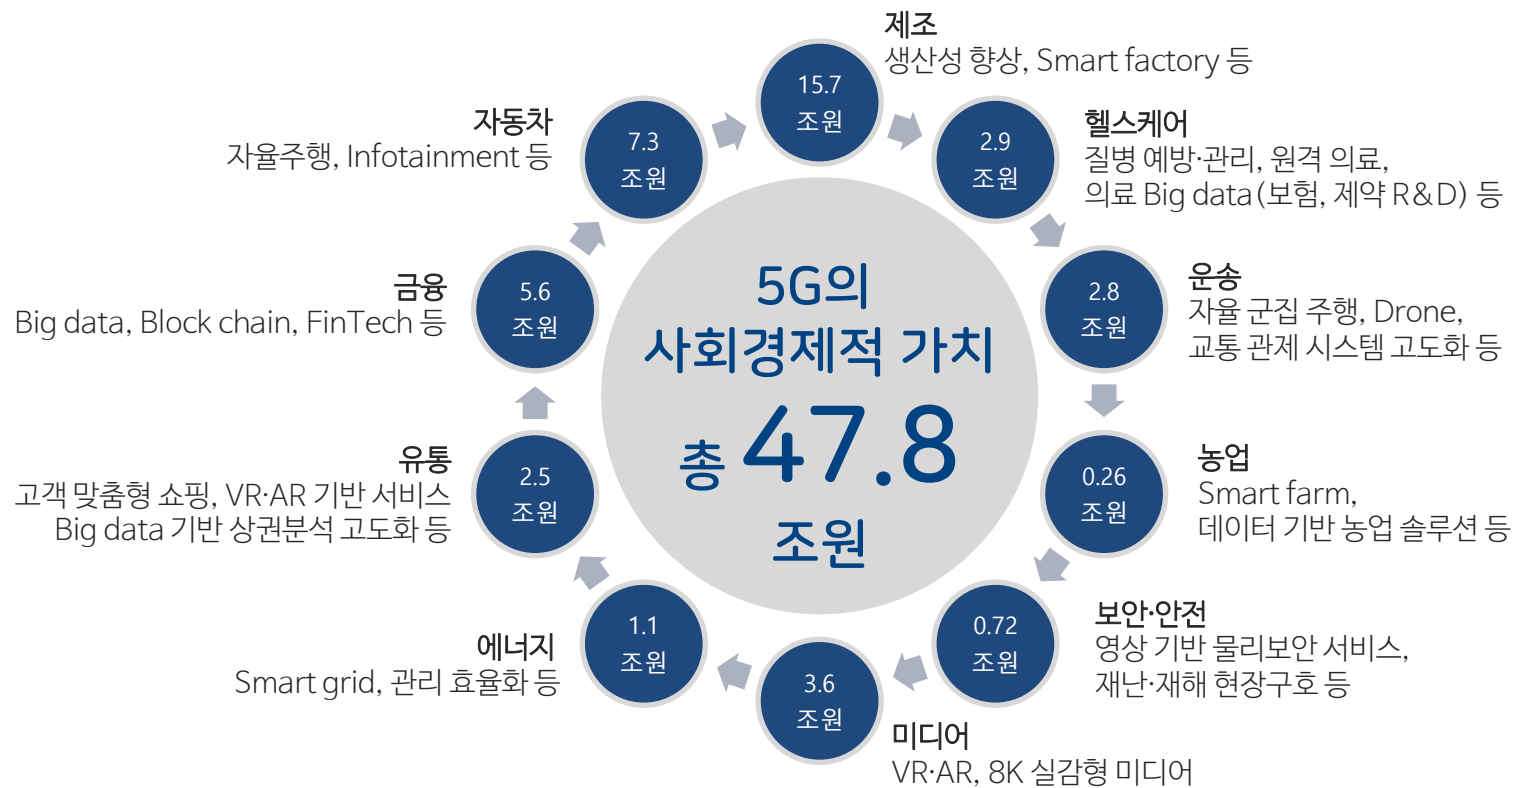 제조
생산성 향상, Smart factory 등
15.7
조원
헬스케어
질병 예방·관리, 원격 의료,
의료 Big data(보험, 제약 R&D) 등
2.9
조원
운송
자율 군집 주행, Drone,
교통 관제 시스템 고도화 등
2.8
조원
농업
Smart farm,
데이터 기반 농업 솔루션 등
0.26
조원
보안·안전
영상 기반 물리보안 서비스,
재난·재해 현장구호 등
0.72
조원
미디어
VR·AR, 8K 실감형 미디어
3.6
조원
에너지
Smart grid, 관리 효율화 등
1.1
조원
유통
고객 맞춤형 쇼핑, VR·AR 기반 서비스
Big data 기반 상권분석 고도화 등
2.5
조원
금융
Big data, Block chain, FinTech 등
5.6
조원
자동차
자율주행, Infotainment 등
7.3
조원
5G의
사회경제적 가치
총 47.8
조원